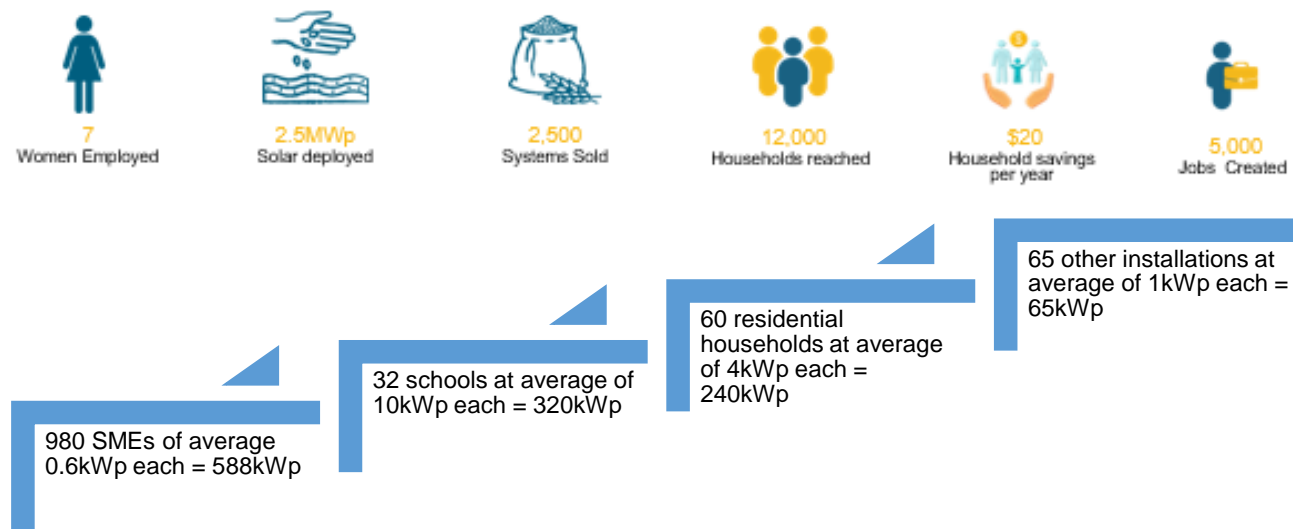 7
Women Employed
2.5MWp
Solar deployed
2,500
Systems Sold
12,000
Households reached
$
$20
Household savings
per year
5,000
Jobs Created
980 SMEs of average
0.6kWp each = 588kWp
32 schools at average of
10kWp each = 320kWp
60 residential
households at average
of 4kWp each =
240kWp
65 other installations at
average of 1kWp each =
65kWp